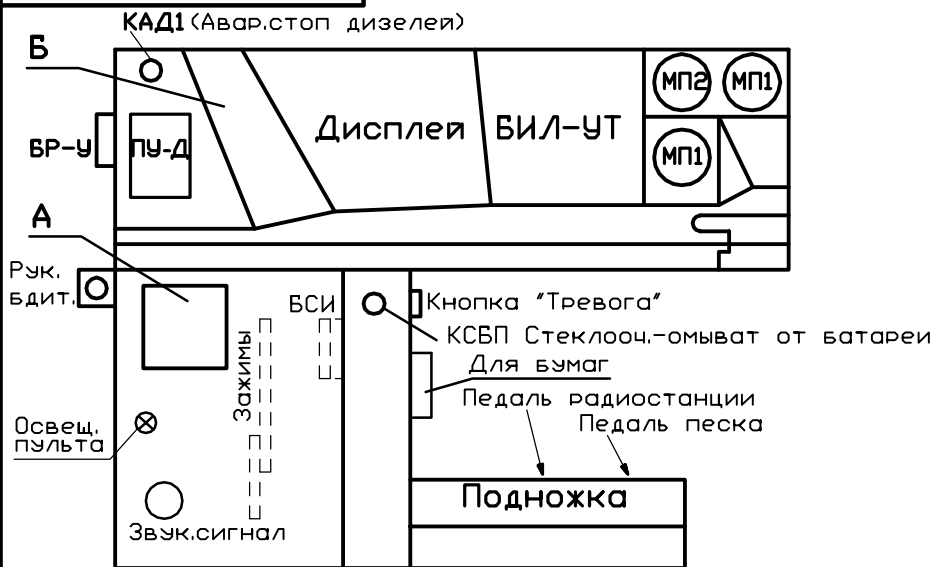 КАД1 (Авар.стоп дизелей)
Б
МП2 МП1
Дисплей БИЛ-УТ
БР-У ПУ-Д
МП1
А
Рук.
бдит.
БСИ
Кнопка "Тревога"
КСБП Стеклооч.-омыват от батареи
Зажимы
Для бумаг
Педаль радиостанции
Педаль песка
Освещ.
пульта
Подножка
Звук.сигнал